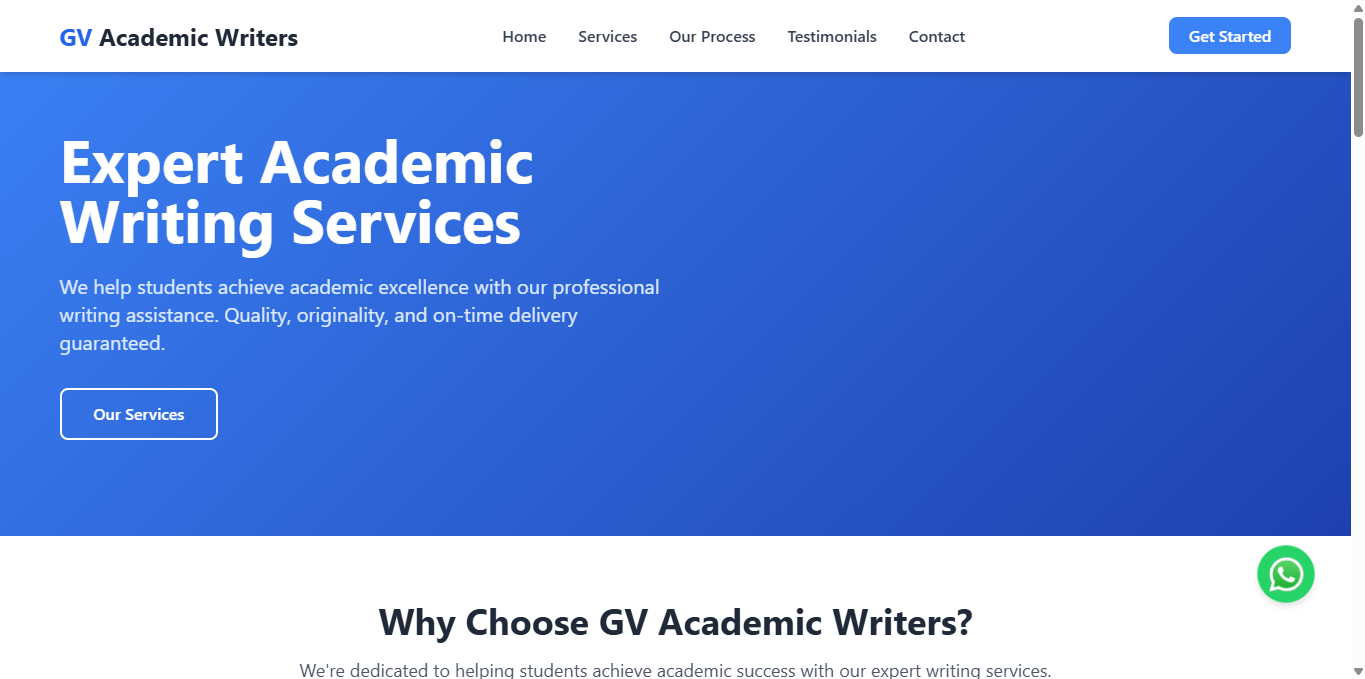 GV Academic Writers
Home
Services
Our Process
Testimonials
Contact
Get Started
Expert Academic
Writing Services
We help students achieve academic excellence with our professional
writing assistance. Quality, originality, and on-time delivery
guaranteed.
Our Services
Why Choose GV Academic Writers?
We're dedicated to helping students achieve academic success with our expert writing services.